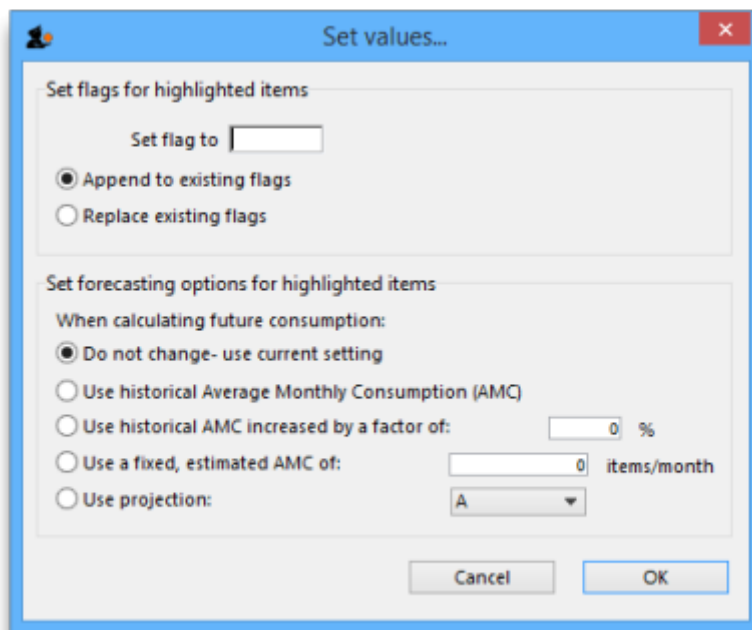 Set values...
Set flags for highlighted items
Set flag to
Append to existing flags
Replace existing flags
Set forecasting options for highlighted items
When calculating future consumption:
Do not change- use current setting
Use historical Average Monthly Consumption (AMC)
Use historical AMC increased by a factor of: 0 %
Use a fixed, estimated AMC of: 0 items/month
Use projection: A
Cancel OK